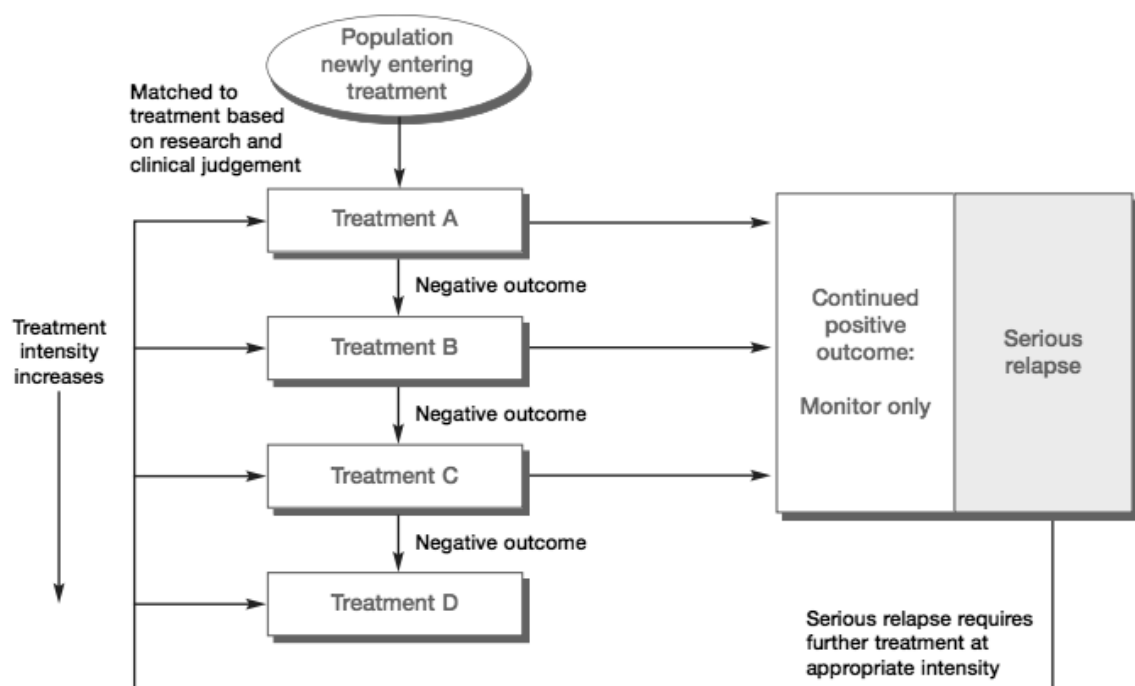 Population
newly entering
treatment
Matched to
treatment based
on research and
clinical judgement
Treatment A
Negative outcome
Treatment B
Negative outcome
Treatment C
Negative outcome
Treatment D
Treatment
intensity
increases
Continued
positive
outcome:
Monitor only
Serious
relapse
Serious relapse requires
further treatment at
appropriate intensity